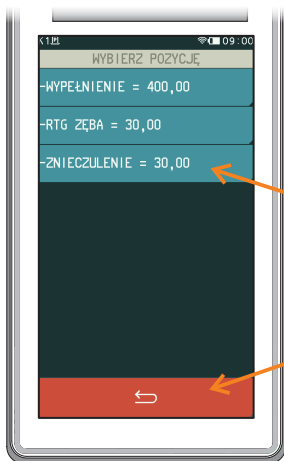 09:00
WYBIERZ POZYCJĘ
-WYPEŁNIENIE = 400,00
-RTG ZĘBA = 30,00
-ZNIECZULENIE = 30,00